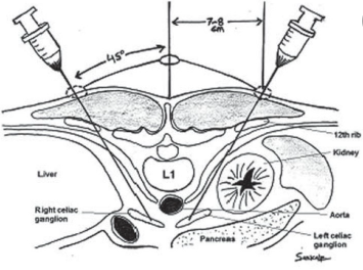 7-8
cm
45°
12th rib
Kidney
Liver
L1
Right celiac
ganglion
Aorta
Pancreas
Left celiac
ganglion